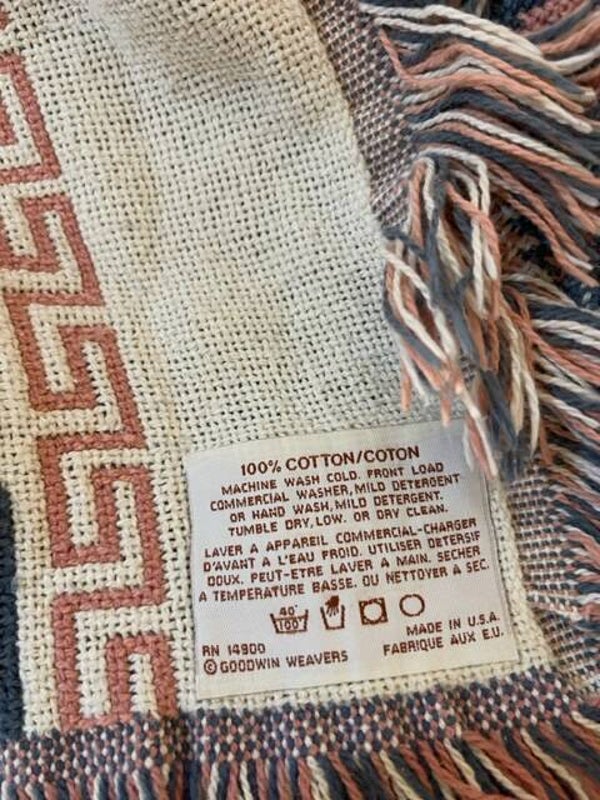 100% COTTON/COTON
MACHINE WASH COLD. FRONT LOAD
COMMERCIAL WASHER, MILD DETERGENT
OR HAND WASH, MILD DETERGENT.
TUMBLE DRY, LOW. OR DRY CLEAN.
LAVER A APPAREIL COMMERCIAL-CHARGER
D'AVANT A L'EAU FROID. UTILISER DETERSIF
DOUX. PEUT-ETRE LAVER A MAIN. SECHER
A TEMPERATURE BASSE. OU NETTOYER A SEC.
40°
100°
RN 14900
MADE IN U.S.A.
© GOODWIN WEAVERS
FABRIQUE AUX E.U.